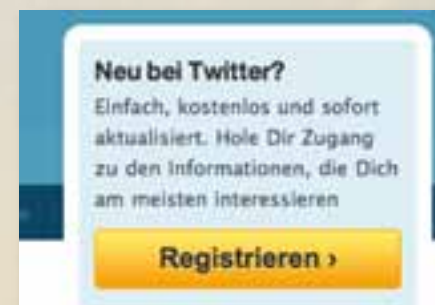 Neu bei Twitter?
Einfach, kostenlos und sofort
aktualisiert. Hole Dir Zugang
zu den Informationen, die Dich
am meisten interessieren
Registrieren ›